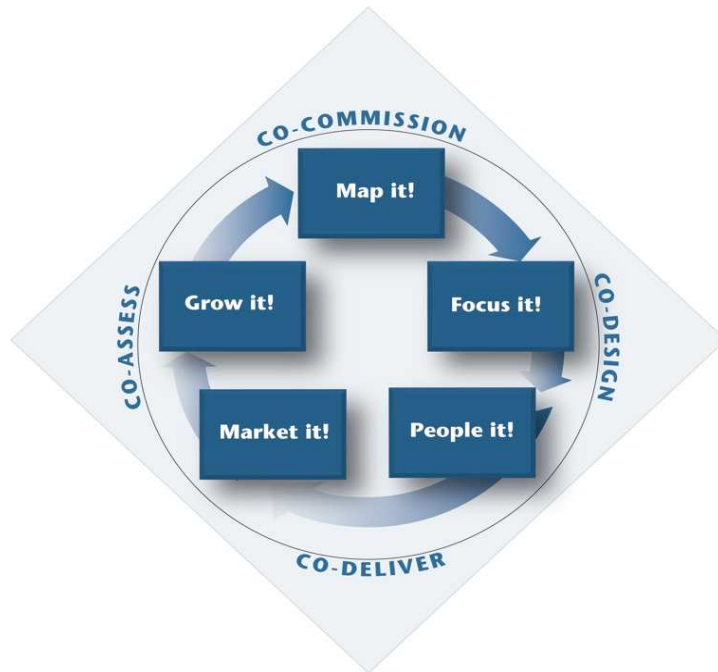 CO-COMMISSION
Map it!
Grow it!
Focus it!
CO-ASSESS
CO-DESIGN
Market it!
People it!
CO-DELIVER